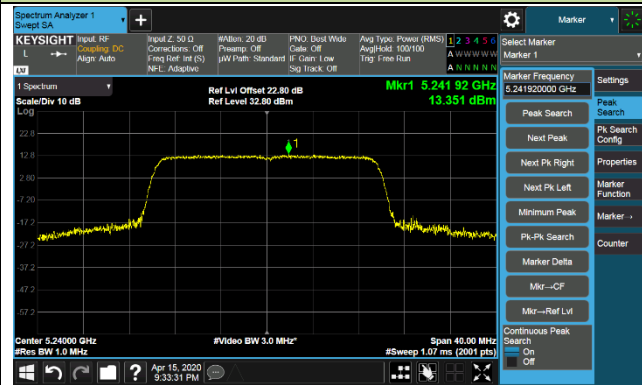 Spectrum Analyzer 1
Swept SA
Marker
KEYSIGHT
L
LXI
Input: RF
Coupling: DC
Align: Auto
Input Z: 50 Ω
Corrections: Off
Freq Ref: Int (S)
NFE: Adaptive
#Atten: 20 dB
Preamp: Off
µW Path: Standard
PNO: Best Wide
Gate: Off
IF Gain: Low
Sig Track: Off
Avg Type: Power (RMS)
Avg|Hold: 100/100
Trig: Free Run
1 2 3 4 5 6
A W W W W W
A N N N N N
Select Marker
Marker 1
1 Spectrum
Scale/Div 10 dB
Log
Ref Lvl Offset 22.80 dB
Ref Level 32.80 dBm
Mkr1 5.241 92 GHz
13.351 dBm
22.8
12.8
2.80
-7.20
-17.2
-27.2
-37.2
-47.2
-57.2
1
Center 5.24000 GHz
#Res BW 1.0 MHz
#Video BW 3.0 MHz*
Span 40.00 MHz
#Sweep 1.07 ms (2001 pts)
Marker Frequency
5.241920000 GHz
Peak Search
Next Peak
Next Pk Right
Next Pk Left
Minimum Peak
Pk-Pk Search
Marker Delta
Mkr→CF
Mkr→Ref Lvl
Continuous Peak
Search
On
Off
Settings
Peak
Search
Pk Search
Config
Properties
Marker
Function
Marker→
Counter
?
Apr 15, 2020
9:33:31 PM